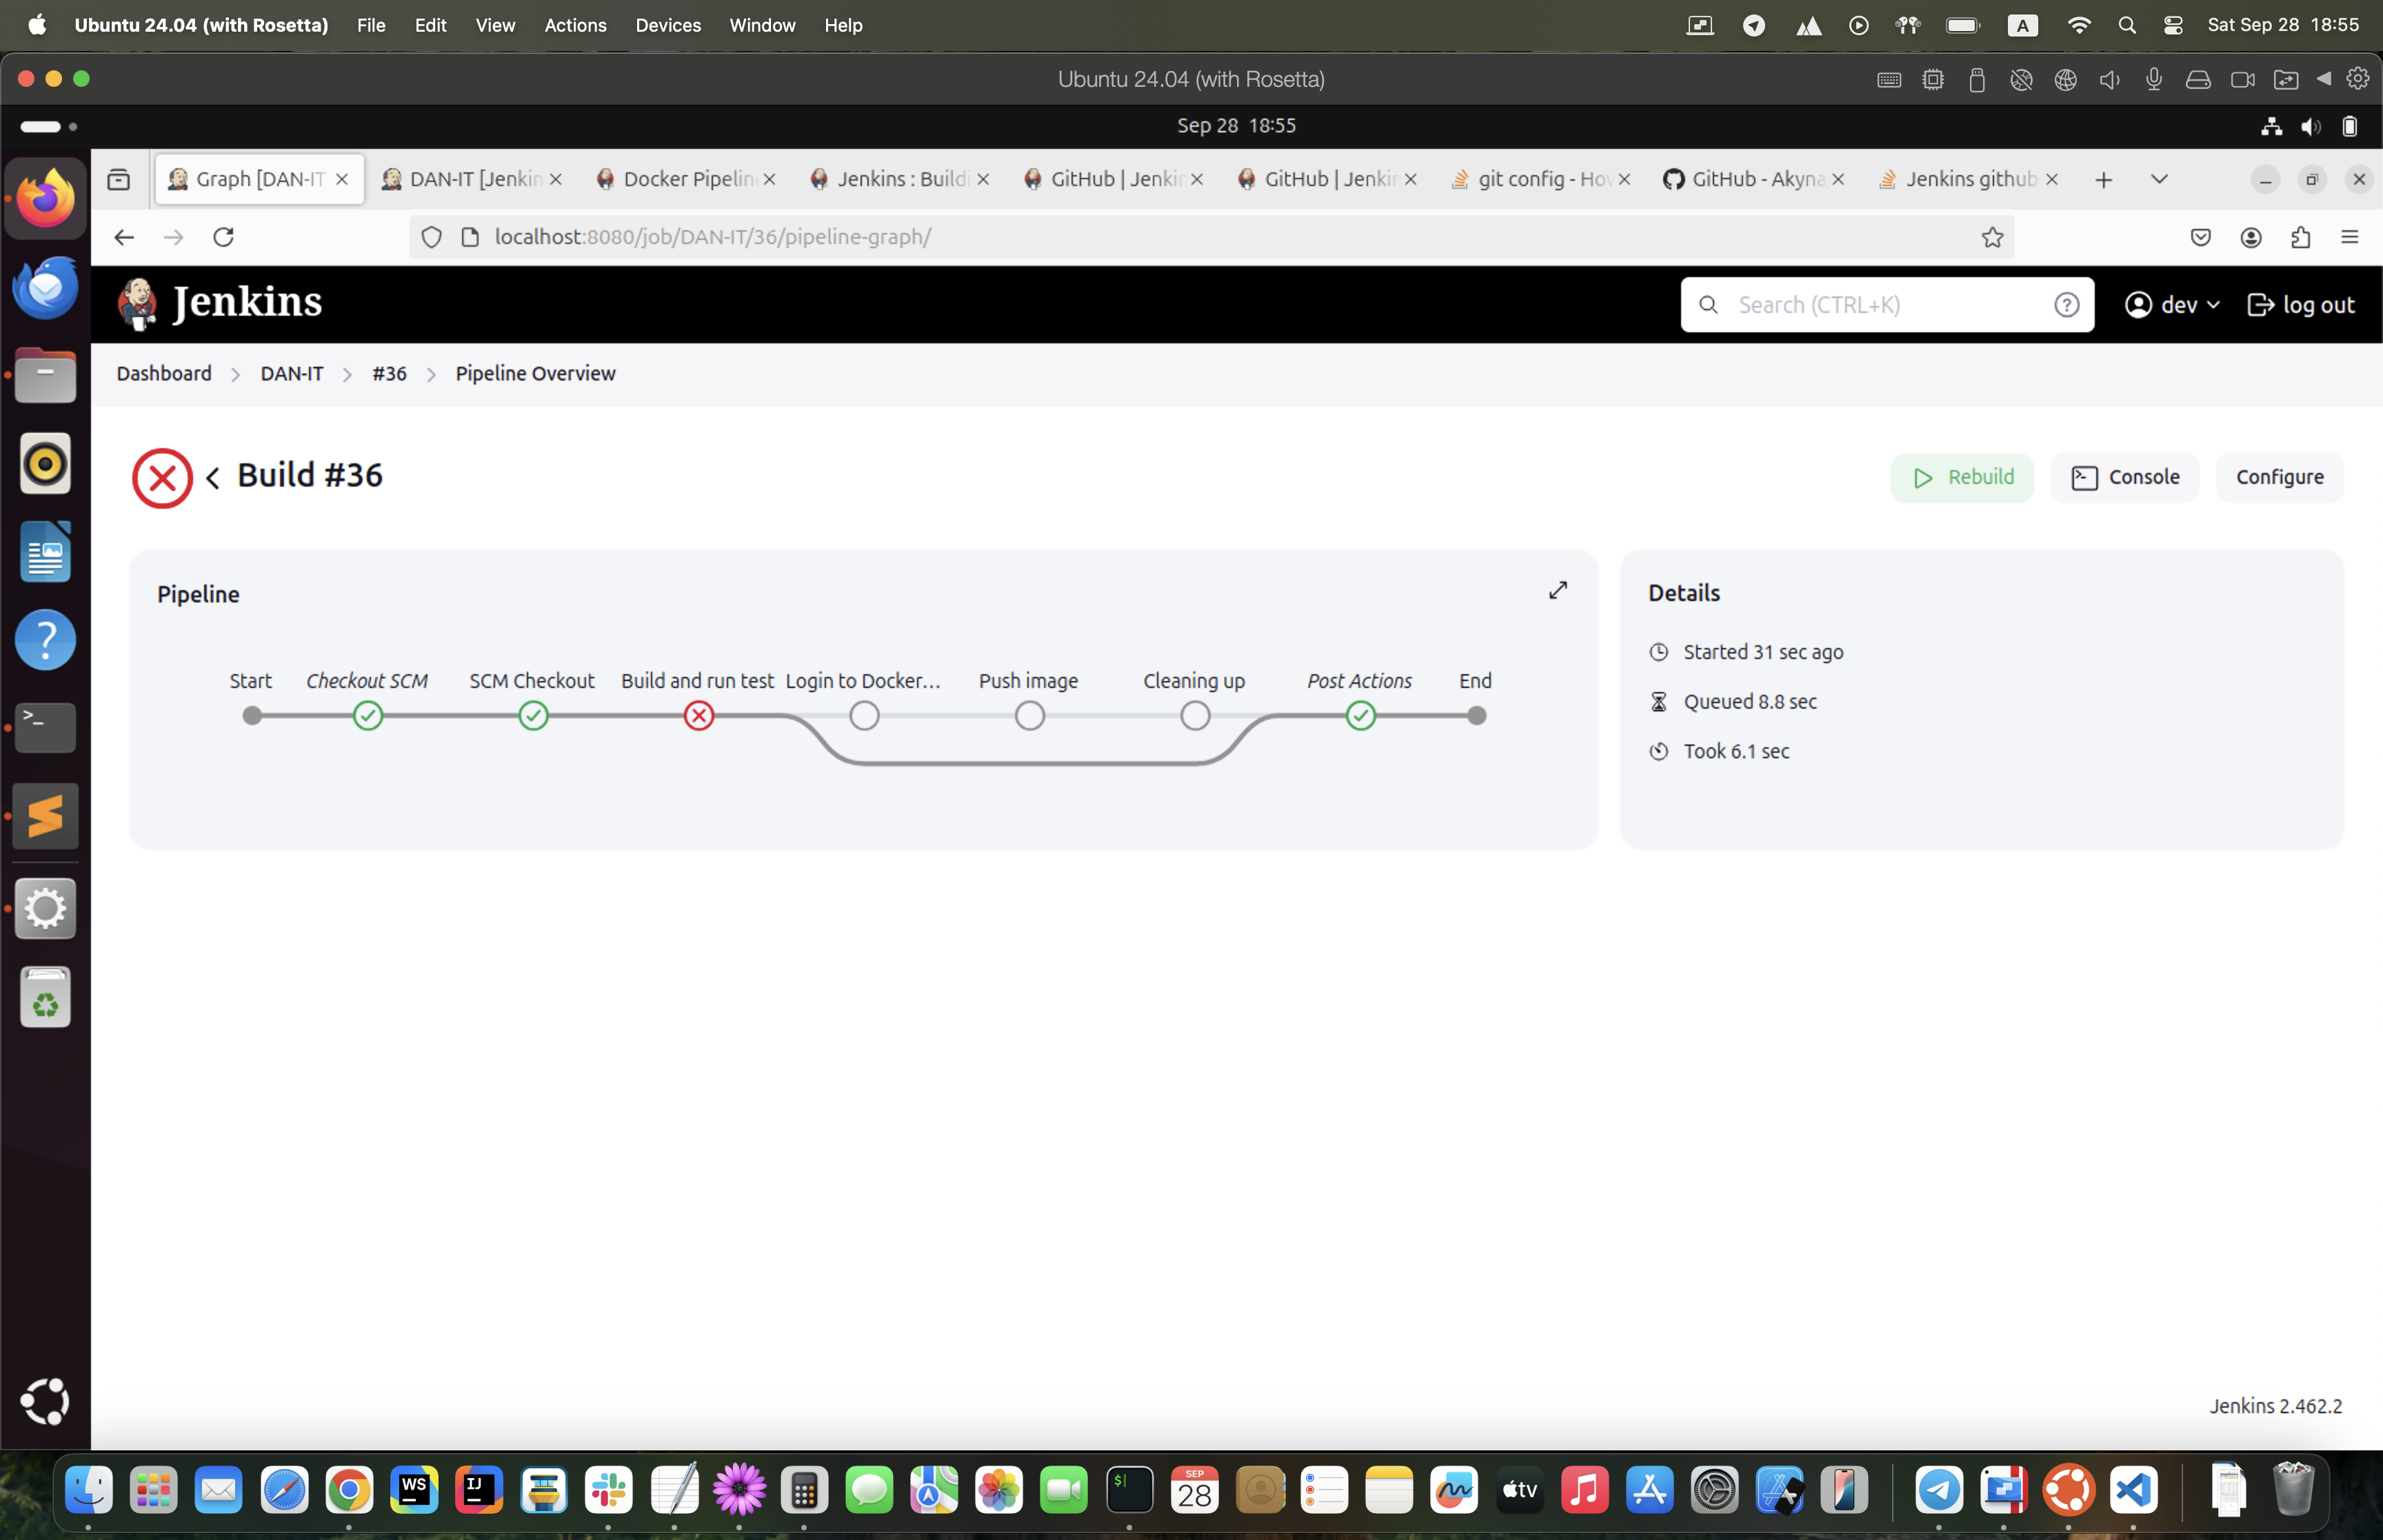 Ubuntu 24.04 (with Rosetta) File Edit View Actions Devices Window Help A Sat Sep 28 18:55
Ubuntu 24.04 (with Rosetta)
Sep 28 18:55
Graph [DAN-IT
DAN-IT [Jenkin
Docker Pipelin
Jenkins : Buildi
GitHub | Jenkin
GitHub | Jenkin
git config - How
GitHub - Akyna
Jenkins github
localhost:8080/job/DAN-IT/36/pipeline-graph/
Jenkins
Search (CTRL+K)
dev
log out
Dashboard
DAN-IT
#36
Pipeline Overview
Build #36
Rebuild
Console
Configure
Pipeline
Start
Checkout SCM
SCM Checkout
Build and run test
Login to Docker...
Push image
Cleaning up
Post Actions
End
Details
Started 31 sec ago
Queued 8.8 sec
Took 6.1 sec
Jenkins 2.462.2
WS
IJ
$
SEP
28
tv